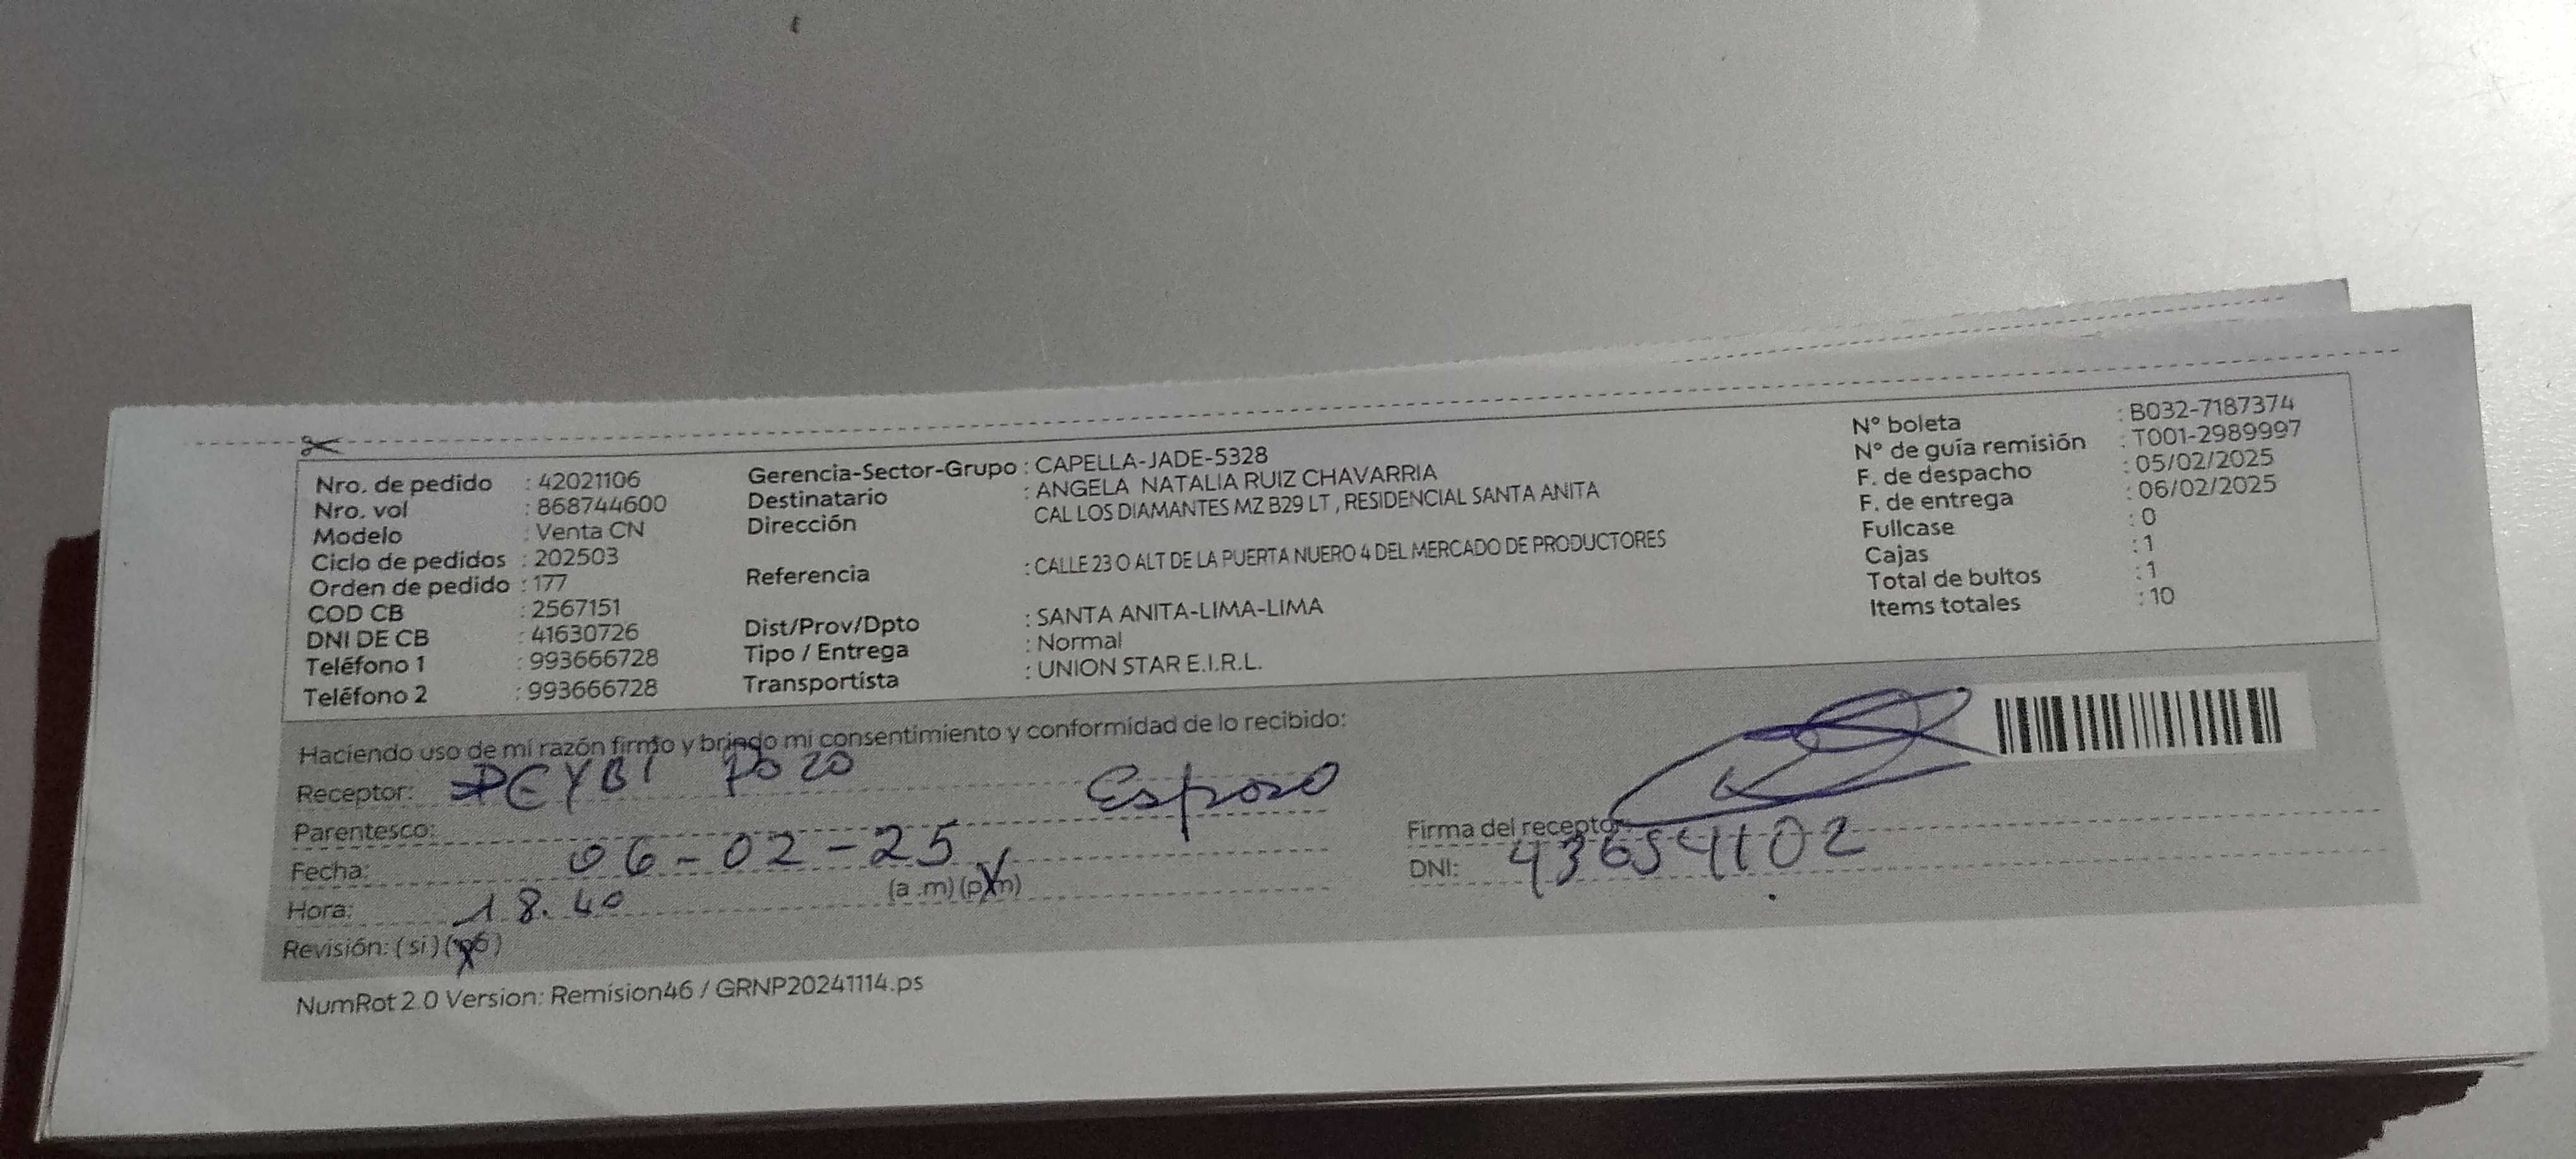 Nro. de pedido : 42021106
Nro. vol : 868744600
Modelo : Venta CN
Ciclo de pedidos : 202503
Orden de pedido : 177
COD CB : 2567151
DNI DE CB : 41630726
Teléfono 1 : 993666728
Teléfono 2 : 993666728
Gerencia-Sector-Grupo : CAPELLA-JADE-5328
Destinatario : ANGELA NATALIA RUIZ CHAVARRIA
Dirección CAL LOS DIAMANTES MZ B29 LT , RESIDENCIAL SANTA ANITA
Referencia : CALLE 23 O ALT DE LA PUERTA NUERO 4 DEL MERCADO DE PRODUCTORES
Dist/Prov/Dpto : SANTA ANITA-LIMA-LIMA
Tipo / Entrega : Normal
Transportista : UNION STAR E.I.R.L.
N° boleta : B032-7187374
N° de guía remisión : T001-2989997
F. de despacho : 05/02/2025
F. de entrega : 06/02/2025
Fullcase : 0
Cajas : 1
Total de bultos : 1
Items totales : 10
Haciendo uso de mi razón firmo y brindo mi consentimiento y conformidad de lo recibido:
Receptor: DEYBI POZO
Parentesco: Esposo
Fecha: 06-02-25
Hora: 18.40 (a .m) (p.m)
Revisión: (si) (no)
Firma del receptor:
DNI:
NumRot 2.0 Version: Remision46 / GRNP20241114.ps